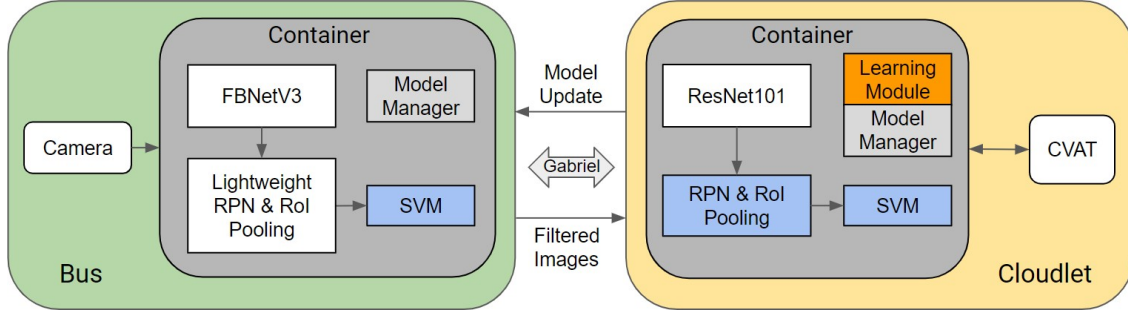 Container
FBNetV3
Model
Manager
Camera
Lightweight
RPN & RoI
Pooling
SVM
Bus
Model
Update
Gabriel
Filtered
Images
Container
ResNet101
Learning
Module
Model
Manager
RPN & RoI
Pooling
SVM
CVAT
Cloudlet